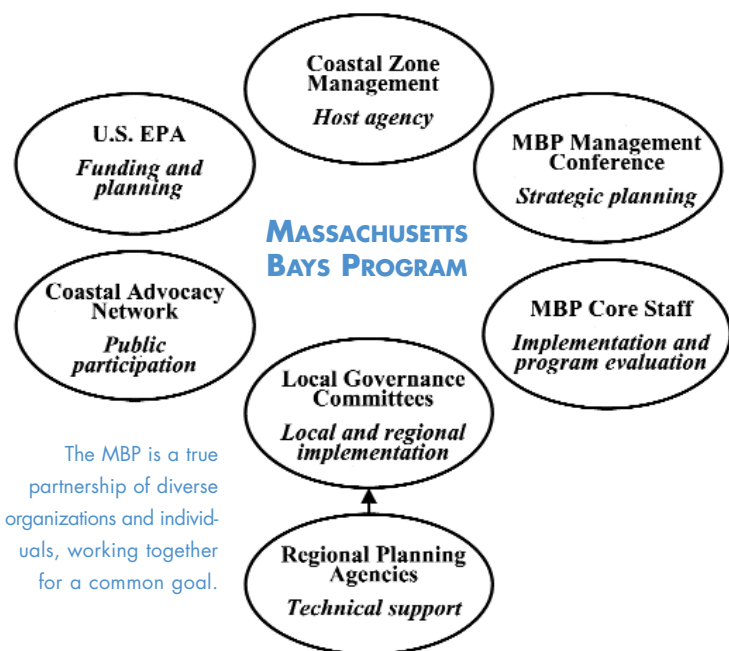 Coastal Zone
Management
Host agency
U.S. EPA
Funding and
planning
MBP Management
Conference
Strategic planning
MASSACHUSETTS
BAYS PROGRAM
Coastal Advocacy
Network
Public
participation
MBP Core Staff
Implementation and
program evaluation
Local Governance
Committees
Local and regional
implementation
The MBP is a true
partnership of diverse
organizations and individ-
uals, working together
for a common goal.
Regional Planning
Agencies
Technical support